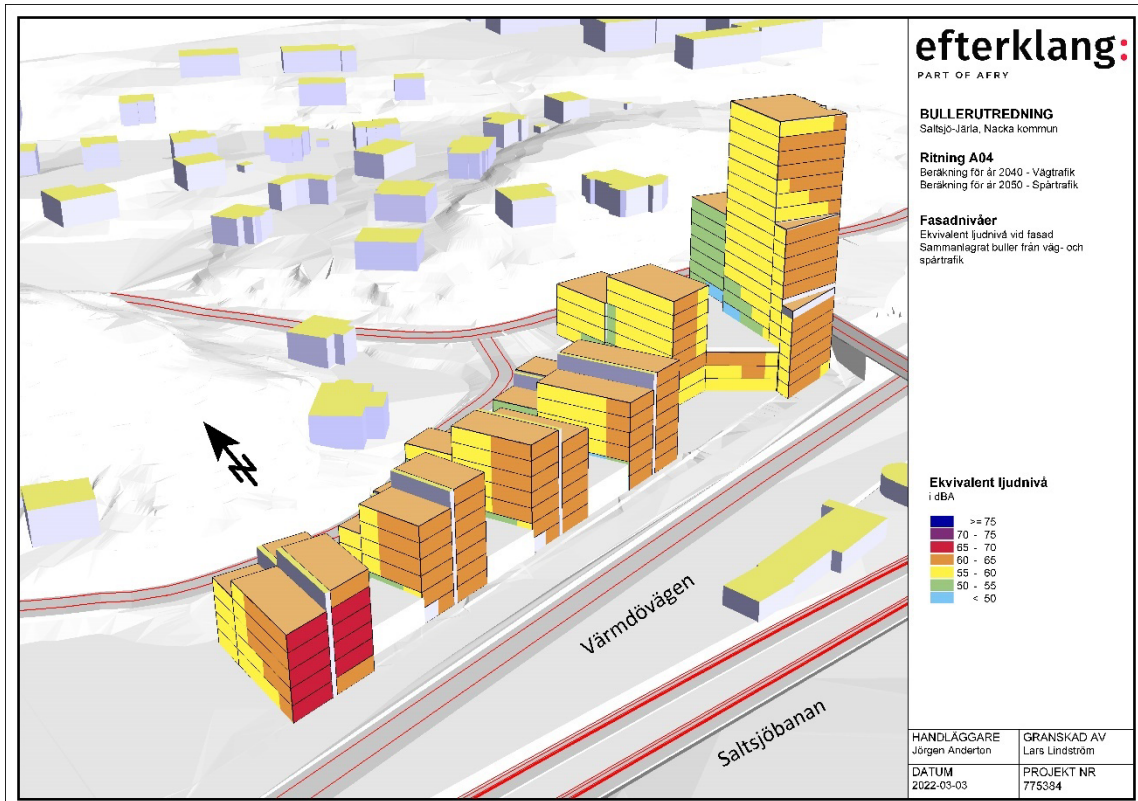 efterklang:
PART OF AFRY
BULLERUTREDNING
Saltsjö-Järla, Nacka kommun
Ritning A04
Beräkning för år 2040 - Vägtrafik
Beräkning för år 2050 - Spårtrafik
Fasadnivåer
Ekvivalent ljudnivå vid fasad
Sammanlagrat buller från väg- och
spårtrafik
Ekvivalent ljudnivå
i dBA
>= 75
70 - 75
65 - 70
60 - 65
55 - 60
50 - 55
< 50
Värmdövägen
Saltsjöbanan
N
HANDLÄGGARE
Jörgen Anderton
GRANSKAD AV
Lars Lindström
DATUM
2022-03-03
PROJEKT NR
775384